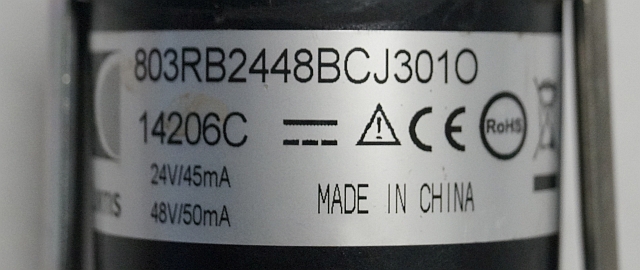 803RB2448BCJ301O
14206C
CE
RoHS
24V/45mA
48V/50mA
MADE IN CHINA